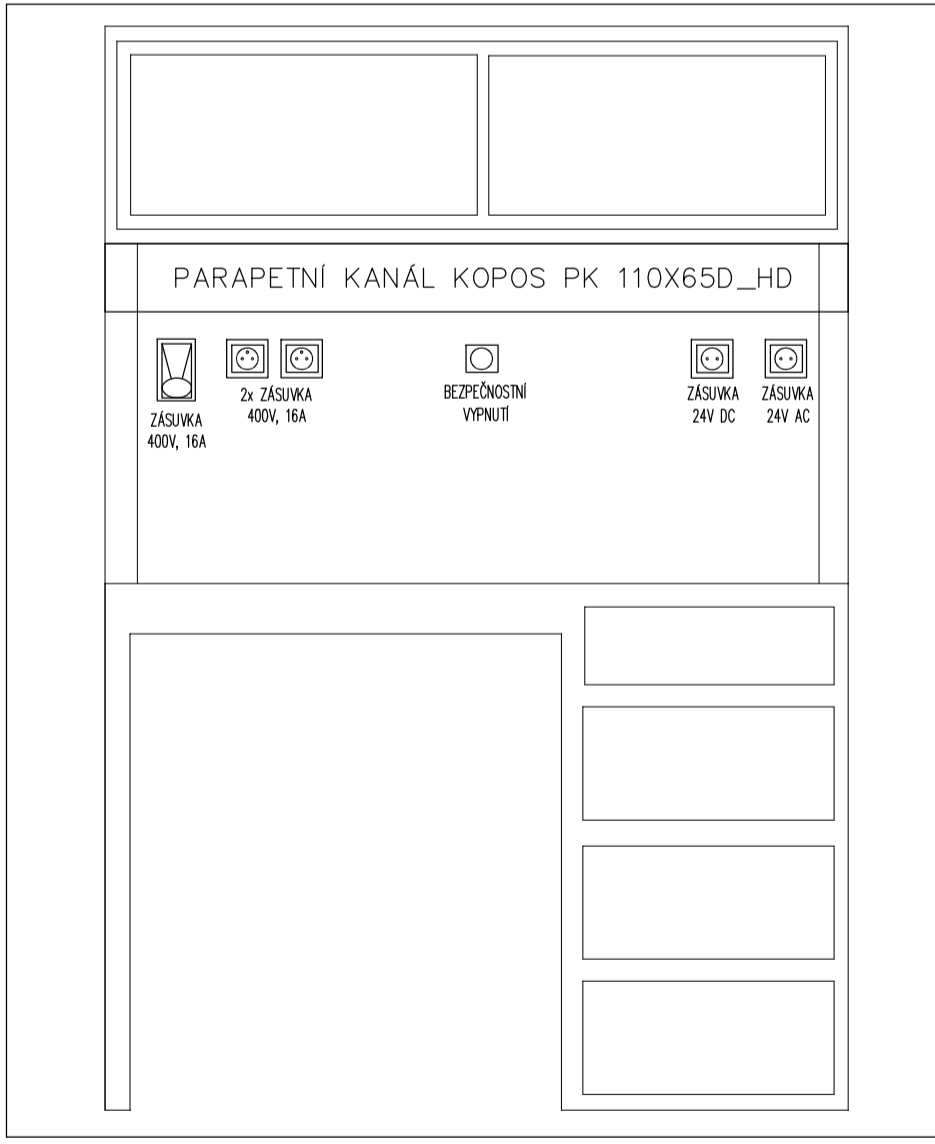 PARAPETNÍ KANÁL KOPOS PK 110X65D_HD
ZÁSUVKA
400V, 16A
2x ZÁSUVKA
400V, 16A
BEZPEČNOSTNÍ
VYPNUTÍ
ZÁSUVKA
24V DC
ZÁSUVKA
24V AC